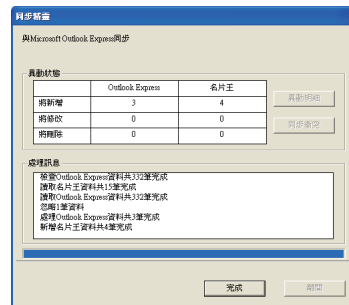 同步精靈
與Microsoft Outlook Express同步
異動狀態
Outlook Express 名片王
將新增 3 4
將修改 0 0
將刪除 0 0
異動明細
同步衝突
處理訊息
檢查Outlook Express資料共332筆完成
讀取名片王資料共15筆完成
讀取Outlook Express資料共332筆完成
忽略1筆資料
處理Outlook Express資料共3筆完成
新增名片王資料共4筆完成
完成
離開